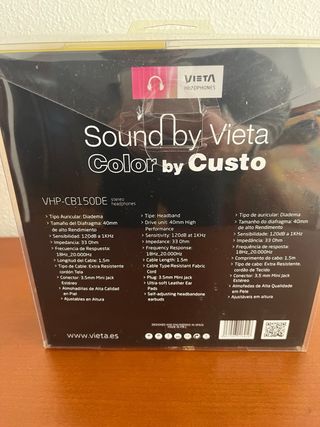 VIETA
HEADPHONES
Sound by Vieta
Color by Custo
VHP-CB150DE stereo headphones
• Tipo Auricular: Diadema
• Tamaño del Diafragma: 40mm
de alto Rendimiento
• Sensibilidad: 120dB a 1KHz
• Impedancia: 33 Ohm
• Frecuencia de Respuesta:
18Hz_20.000Hz
• Longitud del Cable: 1,5m
• Tipo de Cable: Extra Resistente
cordón Tela
• Conector: 3.5mm Mini Jack
Estéreo
• Almohadillas de Alta Calidad
en Piel
• Ajustables en Altura
• Type: Headband
• Drive unit: 40mm High
Performance
• Sensitivity: 120dB at 1KHz
• Impedance: 33 Ohm
• Frequency Response
18Hz_20.000Hz
• Cable Length 1.5m
• Cable Type Resistant Fabric
Cord
• Plug: 3.5mm Mini Jack
• Ultra-soft Leather Ear
Pads
• Self-adjusting headbandone
earbuds
• Tipo de auricular: Diadema
• Tamanho do diafragma: 40mm
de alto Rendimento
• Sensibilidade: 120dB a 1KHz
• Impedância: 33 Ohm
• Frequência de resposta:
18Hz_20.000Hz
• Comprimento do cabo: 1.5m
• Tipo de cabo: Extra Resistente,
cordão de Tecido
• Conector: 3.5 mm Mini Jack
Estéreo
• Almofadas de Alta Qualidade
em Pele
• Ajustável em altura
www.vieta.es
DESIGNED AND ENGINEERED IN SPAIN